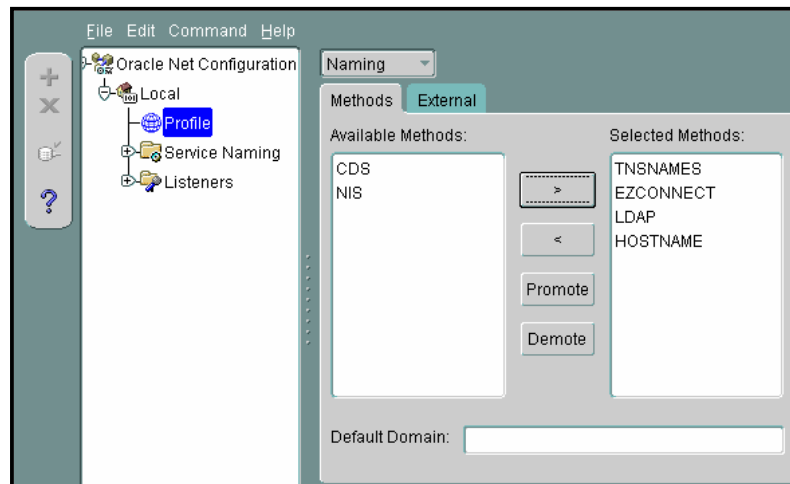 File Edit Command Help
Oracle Net Configuration
Local
Profile
Service Naming
Listeners
?
Naming
Methods External
Available Methods:
CDS
NIS
>
<
Promote
Demote
Selected Methods:
TNSNAMES
EZCONNECT
LDAP
HOSTNAME
Default Domain: